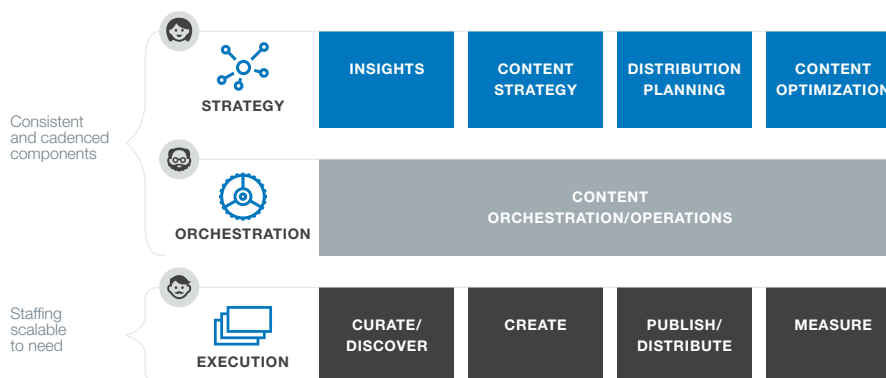 Consistent
and cadenced
components
STRATEGY
INSIGHTS
CONTENT
STRATEGY
DISTRIBUTION
PLANNING
CONTENT
OPTIMIZATION
ORCHESTRATION
CONTENT
ORCHESTRATION/OPERATIONS
Staffing
scalable
to need
EXECUTION
CURATE/
DISCOVER
CREATE
PUBLISH/
DISTRIBUTE
MEASURE